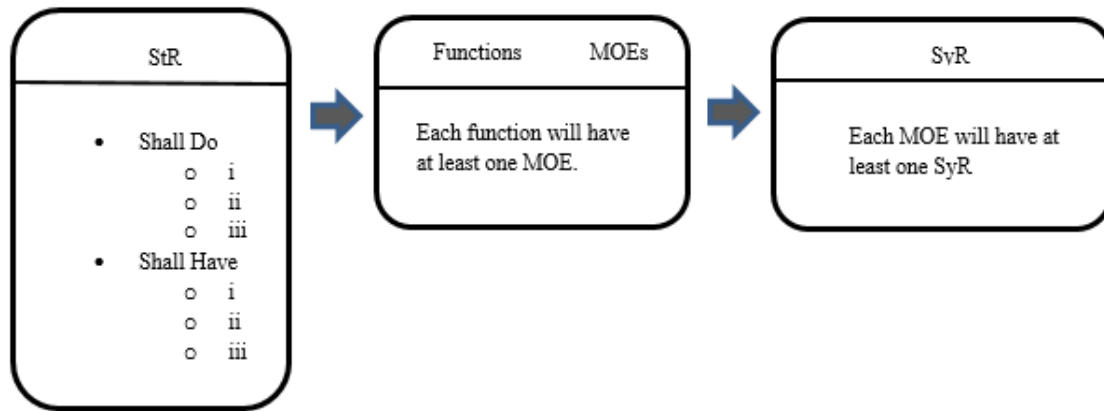 StR
Shall Do
o i
o ii
o iii
Shall Have
o i
o ii
o iii
Functions MOEs
Each function will have
at least one MOE.
SyR
Each MOE will have at
least one SyR